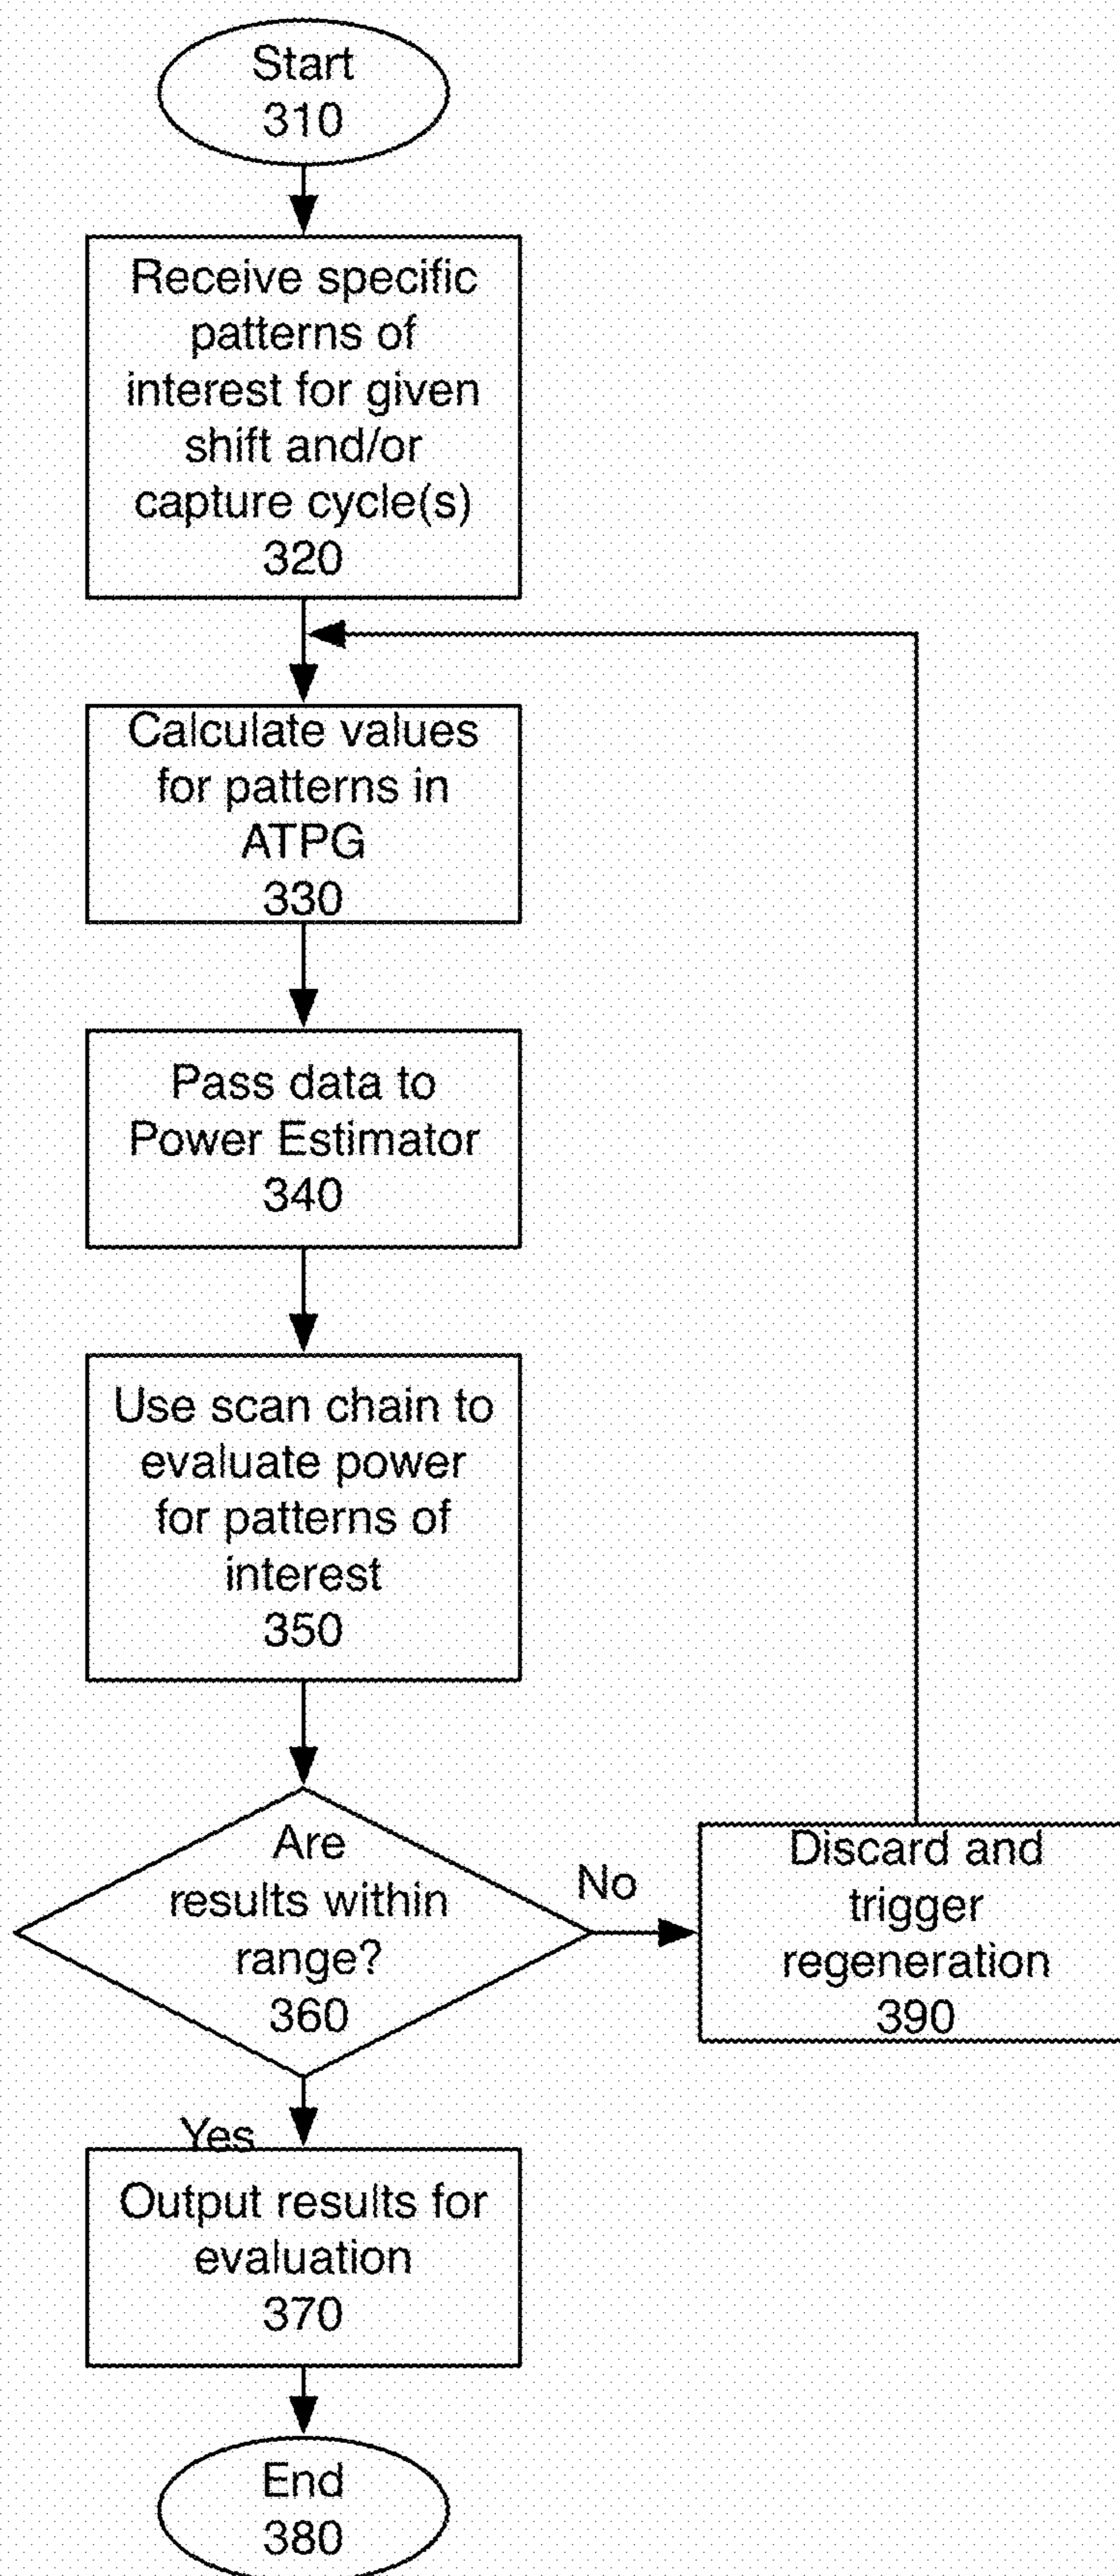 Start
310
Receive specific
patterns of
interest for given
shift and/or
capture cycle(s)
320
Calculate values
for patterns in
ATPG
330
Pass data to
Power Estimator
340
Use scan chain to
evaluate power
for patterns of
interest
350
Are
results within
range?
360
No
Discard and
trigger
regeneration
390
Yes
Output results for
evaluation
370
End
380